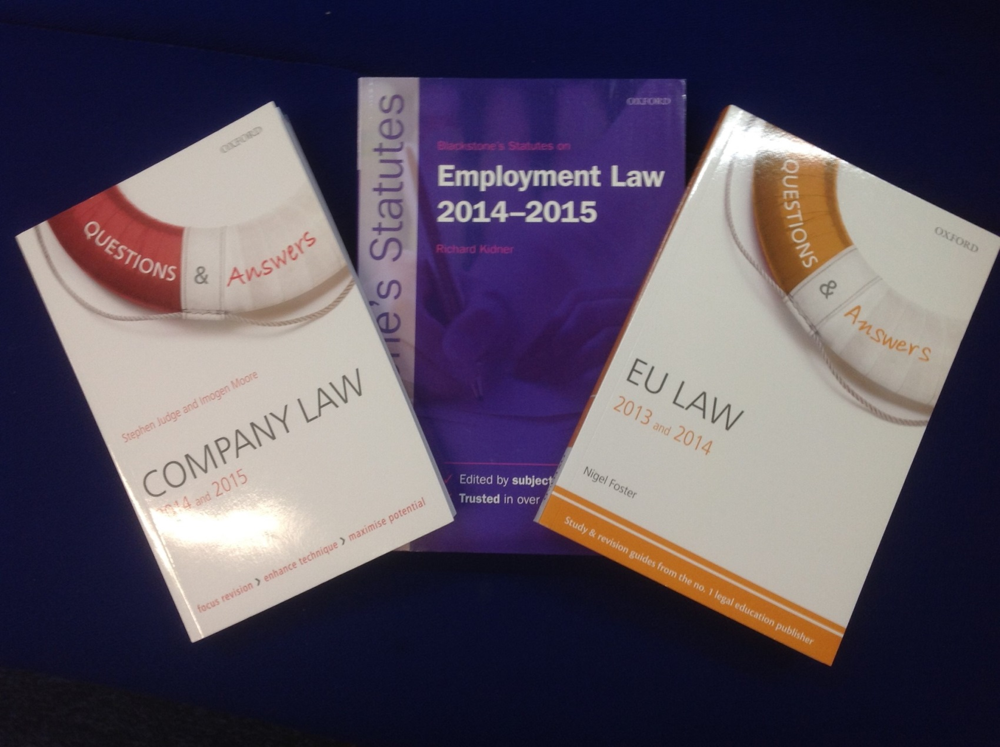 OXFORD
QUESTIONS & Answers
Stephen Judge and Imogen Moore
COMPANY LAW
2014 and 2015
focus revision › enhance technique › maximise potential
Statutes
OXFORD
Blackstone's Statutes on
Employment Law
2014–2015
Richard Kidner
Edited by subject
Trusted in over
OXFORD
QUESTIONS & Answers
EU LAW
2013 and 2014
Nigel Foster
Study & revision guides from the no. 1 legal education publisher